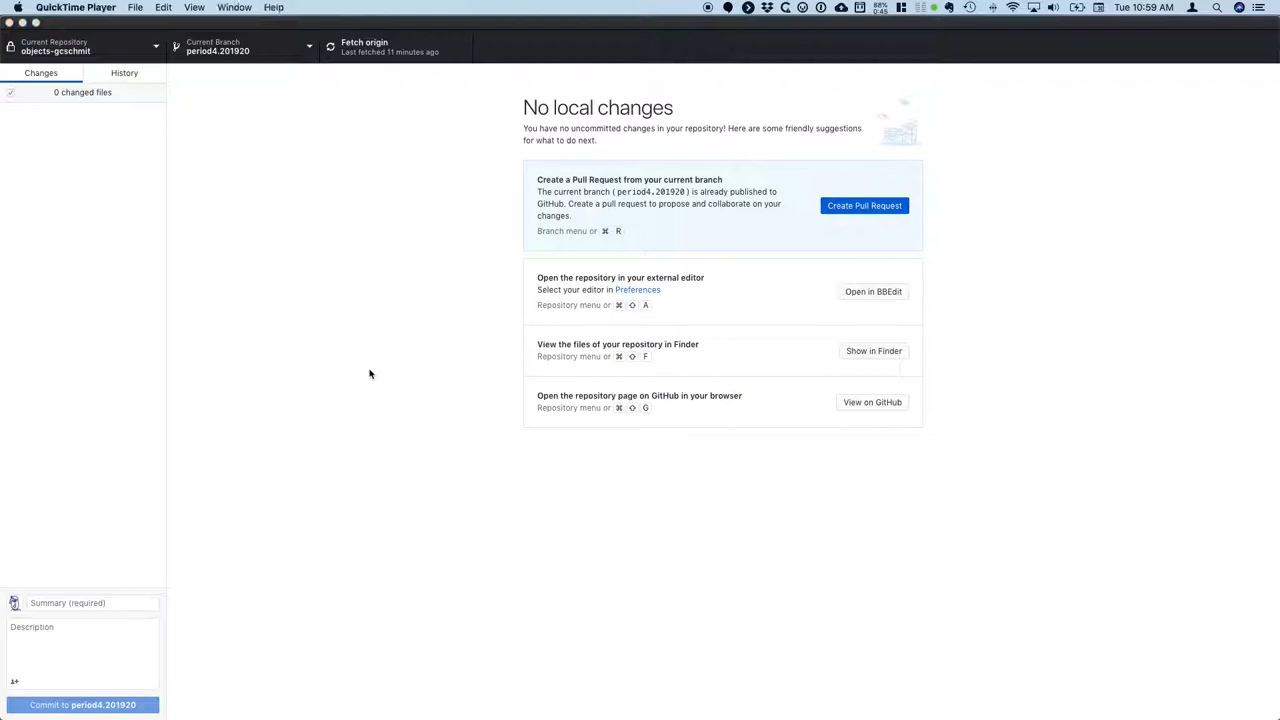 QuickTime Player File Edit View Window Help
88%
0:45
Tue 10:59 AM
Current Repository
objects-gcschmit
Current Branch
period4.201920
Fetch origin
Last fetched 11 minutes ago
Changes
History
0 changed files
No local changes
You have no uncommitted changes in your repository! Here are some friendly suggestions
for what to do next.
Create a Pull Request from your current branch
The current branch ( period4.201920 ) is already published to
GitHub. Create a pull request to propose and collaborate on your
changes.
Branch menu or ⌘ R
Create Pull Request
Open the repository in your external editor
Select your editor in Preferences
Repository menu or ⌘ ⇧ A
Open in BBEdit
View the files of your repository in Finder
Repository menu or ⌘ ⇧ F
Show in Finder
Open the repository page on GitHub in your browser
Repository menu or ⌘ ⇧ G
View on GitHub
Summary (required)
Description
Commit to period4.201920